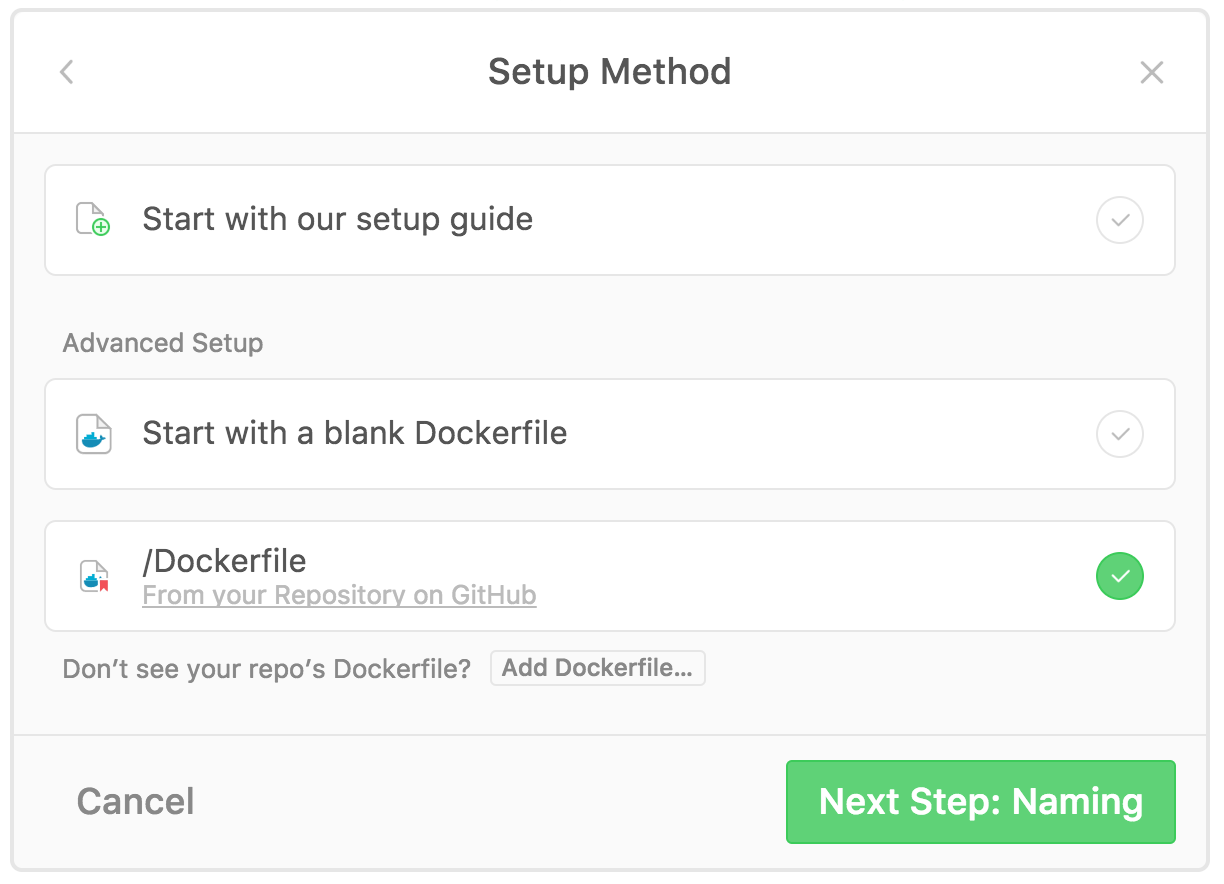 Setup Method
Start with our setup guide
Advanced Setup
Start with a blank Dockerfile
/Dockerfile
From your Repository on GitHub
Don’t see your repo’s Dockerfile? Add Dockerfile...
Cancel Next Step: Naming